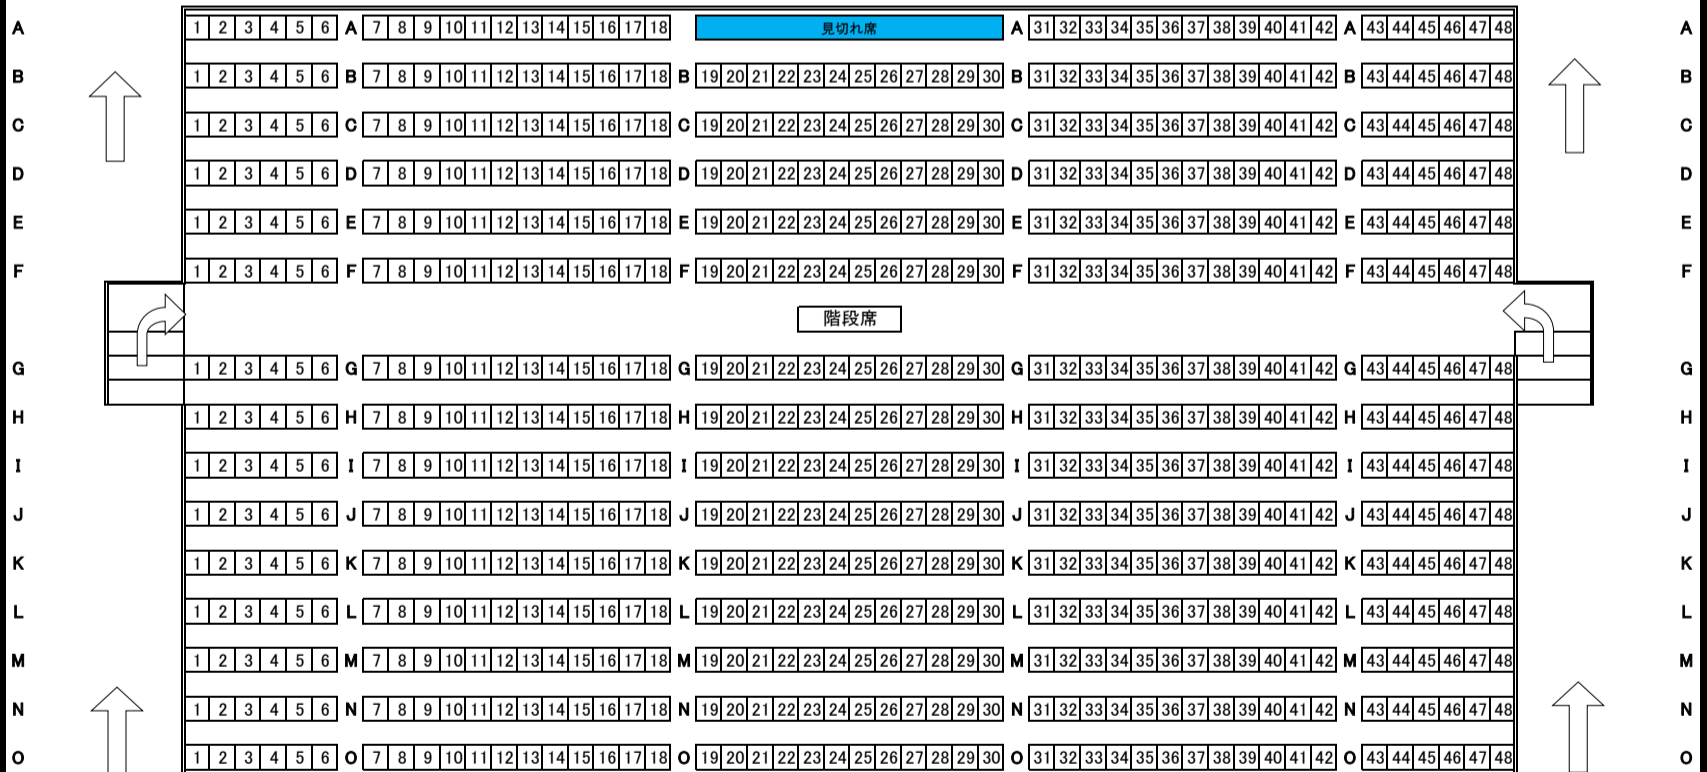 A 1 2 3 4 5 6 A 7 8 9 10 11 12 13 14 15 16 17 18 見切れ席 A 31 32 33 34 35 36 37 38 39 40 41 42 A 43 44 45 46 47 48 A
B 1 2 3 4 5 6 B 7 8 9 10 11 12 13 14 15 16 17 18 B 19 20 21 22 23 24 25 26 27 28 29 30 B 31 32 33 34 35 36 37 38 39 40 41 42 B 43 44 45 46 47 48 B
C 1 2 3 4 5 6 C 7 8 9 10 11 12 13 14 15 16 17 18 C 19 20 21 22 23 24 25 26 27 28 29 30 C 31 32 33 34 35 36 37 38 39 40 41 42 C 43 44 45 46 47 48 C
D 1 2 3 4 5 6 D 7 8 9 10 11 12 13 14 15 16 17 18 D 19 20 21 22 23 24 25 26 27 28 29 30 D 31 32 33 34 35 36 37 38 39 40 41 42 D 43 44 45 46 47 48 D
E 1 2 3 4 5 6 E 7 8 9 10 11 12 13 14 15 16 17 18 E 19 20 21 22 23 24 25 26 27 28 29 30 E 31 32 33 34 35 36 37 38 39 40 41 42 E 43 44 45 46 47 48 E
F 1 2 3 4 5 6 F 7 8 9 10 11 12 13 14 15 16 17 18 F 19 20 21 22 23 24 25 26 27 28 29 30 F 31 32 33 34 35 36 37 38 39 40 41 42 F 43 44 45 46 47 48 F
階段席
G 1 2 3 4 5 6 G 7 8 9 10 11 12 13 14 15 16 17 18 G 19 20 21 22 23 24 25 26 27 28 29 30 G 31 32 33 34 35 36 37 38 39 40 41 42 G 43 44 45 46 47 48 G
H 1 2 3 4 5 6 H 7 8 9 10 11 12 13 14 15 16 17 18 H 19 20 21 22 23 24 25 26 27 28 29 30 H 31 32 33 34 35 36 37 38 39 40 41 42 H 43 44 45 46 47 48 H
I 1 2 3 4 5 6 I 7 8 9 10 11 12 13 14 15 16 17 18 I 19 20 21 22 23 24 25 26 27 28 29 30 I 31 32 33 34 35 36 37 38 39 40 41 42 I 43 44 45 46 47 48 I
J 1 2 3 4 5 6 J 7 8 9 10 11 12 13 14 15 16 17 18 J 19 20 21 22 23 24 25 26 27 28 29 30 J 31 32 33 34 35 36 37 38 39 40 41 42 J 43 44 45 46 47 48 J
K 1 2 3 4 5 6 K 7 8 9 10 11 12 13 14 15 16 17 18 K 19 20 21 22 23 24 25 26 27 28 29 30 K 31 32 33 34 35 36 37 38 39 40 41 42 K 43 44 45 46 47 48 K
L 1 2 3 4 5 6 L 7 8 9 10 11 12 13 14 15 16 17 18 L 19 20 21 22 23 24 25 26 27 28 29 30 L 31 32 33 34 35 36 37 38 39 40 41 42 L 43 44 45 46 47 48 L
M 1 2 3 4 5 6 M 7 8 9 10 11 12 13 14 15 16 17 18 M 19 20 21 22 23 24 25 26 27 28 29 30 M 31 32 33 34 35 36 37 38 39 40 41 42 M 43 44 45 46 47 48 M
N 1 2 3 4 5 6 N 7 8 9 10 11 12 13 14 15 16 17 18 N 19 20 21 22 23 24 25 26 27 28 29 30 N 31 32 33 34 35 36 37 38 39 40 41 42 N 43 44 45 46 47 48 N
O 1 2 3 4 5 6 O 7 8 9 10 11 12 13 14 15 16 17 18 O 19 20 21 22 23 24 25 26 27 28 29 30 O 31 32 33 34 35 36 37 38 39 40 41 42 O 43 44 45 46 47 48 O